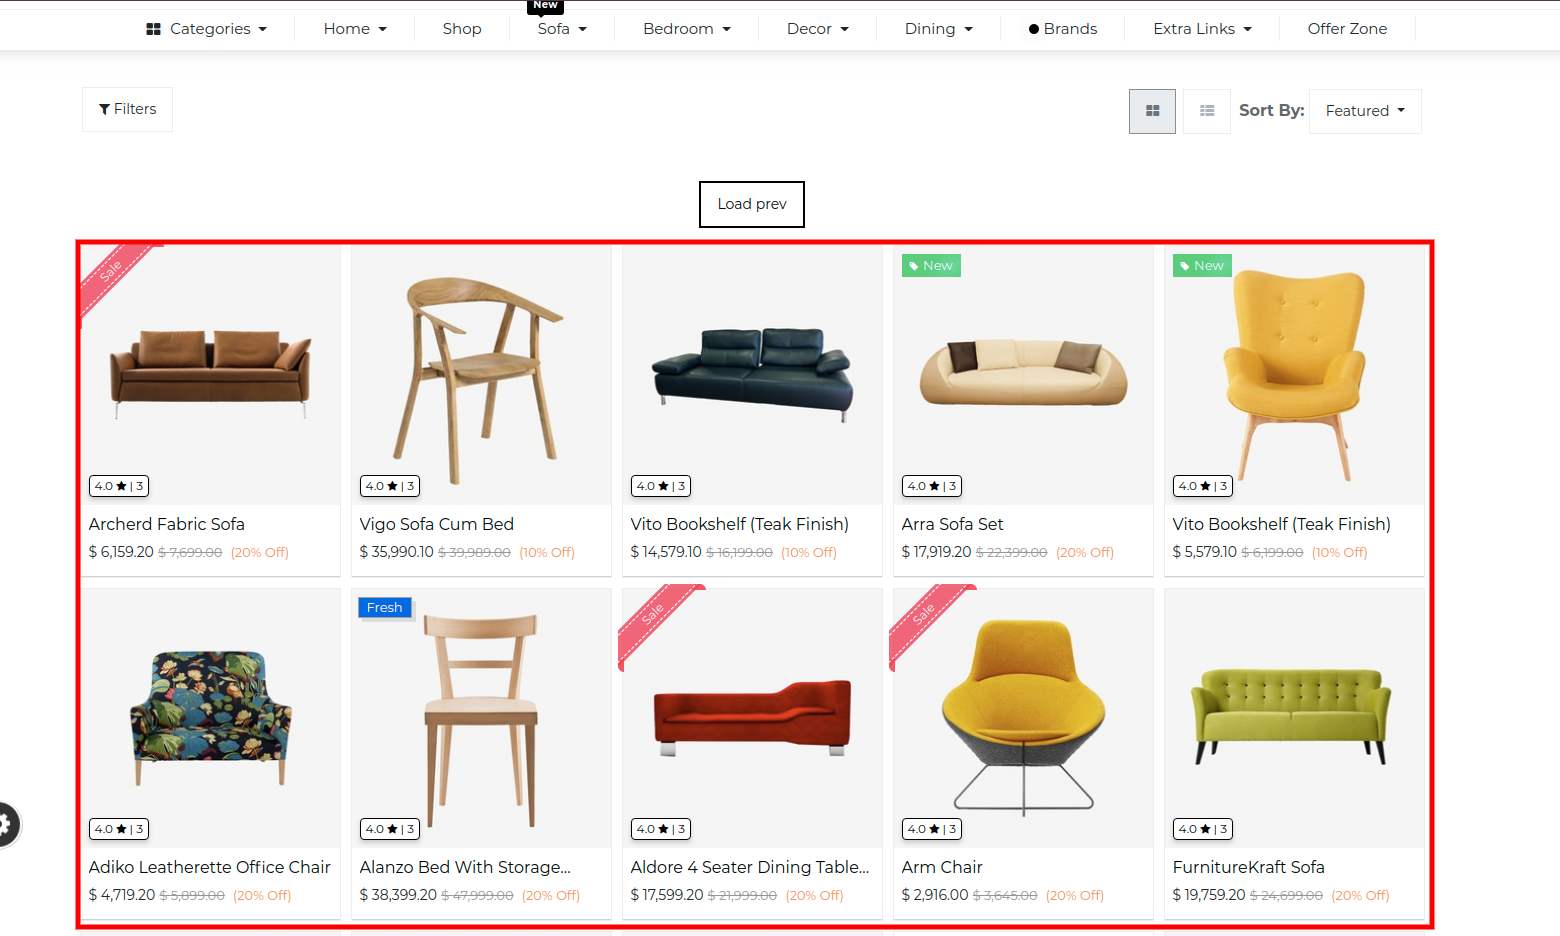 New
Categories Home Shop Sofa Bedroom Decor Dining Brands Extra Links Offer Zone
Filters
Sort By: Featured
Load prev
Sale
New
New
4.0 ★ | 3
4.0 ★ | 3
4.0 ★ | 3
4.0 ★ | 3
4.0 ★ | 3
Archerd Fabric Sofa
$ 6,159.20 $ 7,699.00 (20% Off)
Vigo Sofa Cum Bed
$ 35,990.10 $ 39,989.00 (10% Off)
Vito Bookshelf (Teak Finish)
$ 14,579.10 $ 16,199.00 (10% Off)
Arra Sofa Set
$ 17,919.20 $ 22,399.00 (20% Off)
Vito Bookshelf (Teak Finish)
$ 5,579.10 $ 6,199.00 (10% Off)
Fresh
Sale
Sale
4.0 ★ | 3
4.0 ★ | 3
4.0 ★ | 3
4.0 ★ | 3
4.0 ★ | 3
Adiko Leatherette Office Chair
$ 4,719.20 $ 5,899.00 (20% Off)
Alanzo Bed With Storage...
$ 38,399.20 $ 47,999.00 (20% Off)
Aldore 4 Seater Dining Table...
$ 17,599.20 $ 21,999.00 (20% Off)
Arm Chair
$ 2,916.00 $ 3,645.00 (20% Off)
FurnitureKraft Sofa
$ 19,759.20 $ 24,699.00 (20% Off)